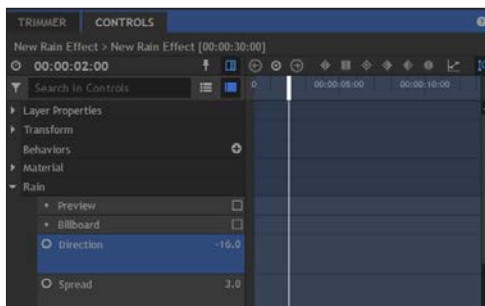 TRIMMER CONTROLS
New Rain Effect > New Rain Effect [00:00:30:00]
00:00:02:00
Search in Controls 0 00:00:05:00 00:00:10:00
Layer Properties
Transform
Behaviors
Material
Rain
Preview
Billboard
Direction -16.0
Spread 3.0